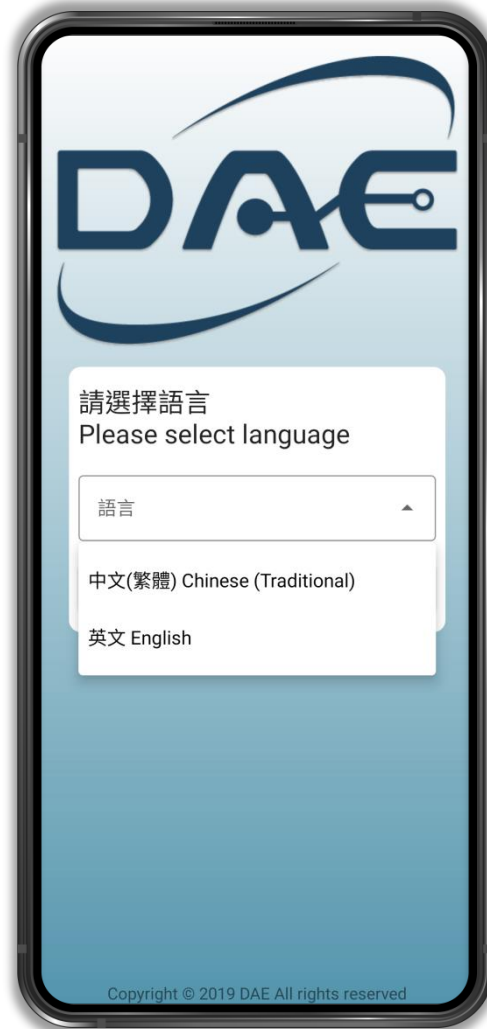 DAE
請選擇語言
Please select language
語言
中文(繁體) Chinese (Traditional)
英文 English
Copyright © 2019 DAE All rights reserved